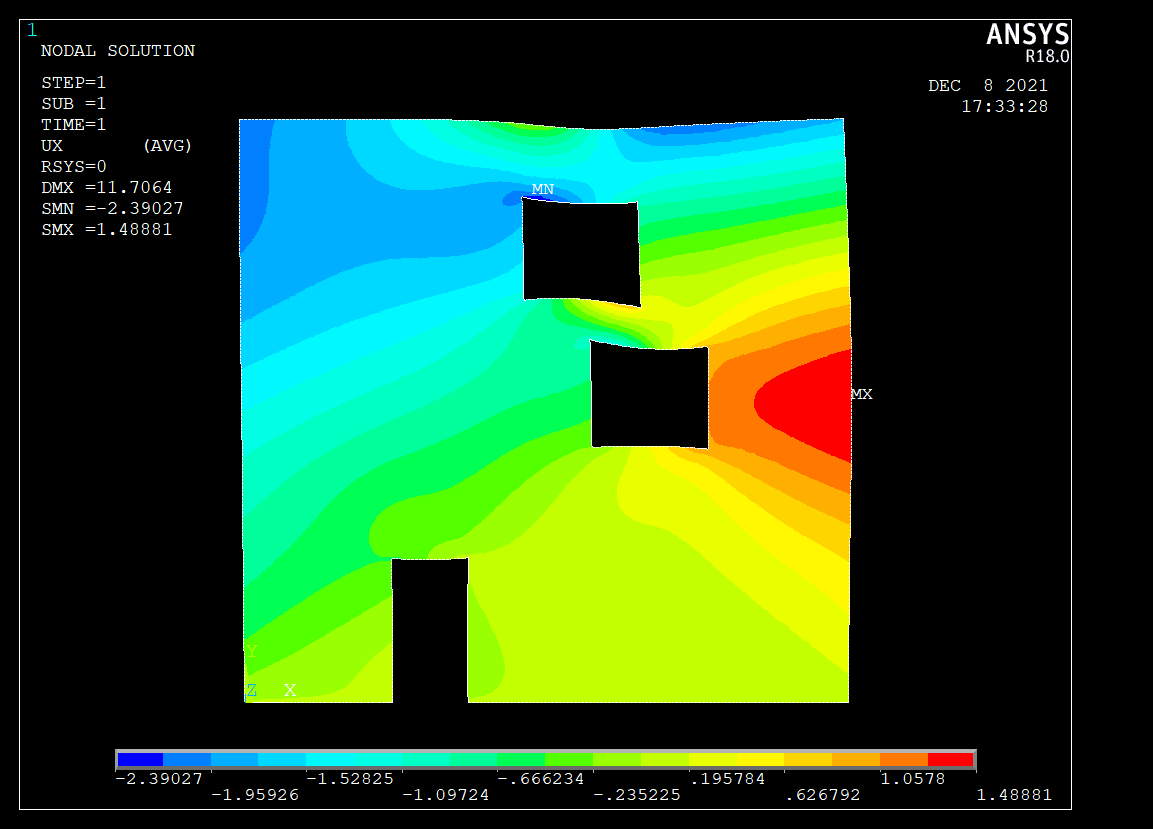 1
ANSYS
R18.0
NODAL SOLUTION
STEP=1
SUB =1
TIME=1
UX (AVG)
RSYS=0
DMX =11.7064
SMN =-2.39027
SMX =1.48881
DEC 8 2021
17:33:28
MN
MX
Y
Z X
-2.39027 -1.52825 -.666234 .195784 1.0578
-1.95926 -1.09724 -.235225 .626792 1.48881